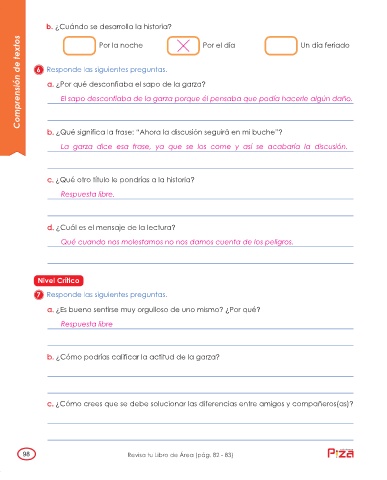 b. ¿Cuándo se desarrolla la historia?
Por la noche
Por el día
Un día feriado
Comprensión de textos
6 Responde las siguientes preguntas.
a. ¿Por qué desconfiaba el sapo de la garza?
El sapo desconfiaba de la garza porque él pensaba que podía hacerle algún daño.
b. ¿Qué significa la frase: “Ahora la discusión seguirá en mi buche”?
La garza dice esa frase, ya que se los come y así se acabaría la discusión.
c. ¿Qué otro título le pondrías a la historia?
Respuesta libre.
d. ¿Cuál es el mensaje de la lectura?
Qué cuando nos molestamos no nos damos cuenta de los peligros.
Nivel Crítico
7 Responde las siguientes preguntas.
a. ¿Es bueno sentirse muy orgulloso de uno mismo? ¿Por qué?
Respuesta libre
b. ¿Cómo podrías calificar la actitud de la garza?
c. ¿Cómo crees que se debe solucionar las diferencias entre amigos y compañeros(as)?
98
Revisa tu Libro de Área (pág. 82 - 83)
Pizá